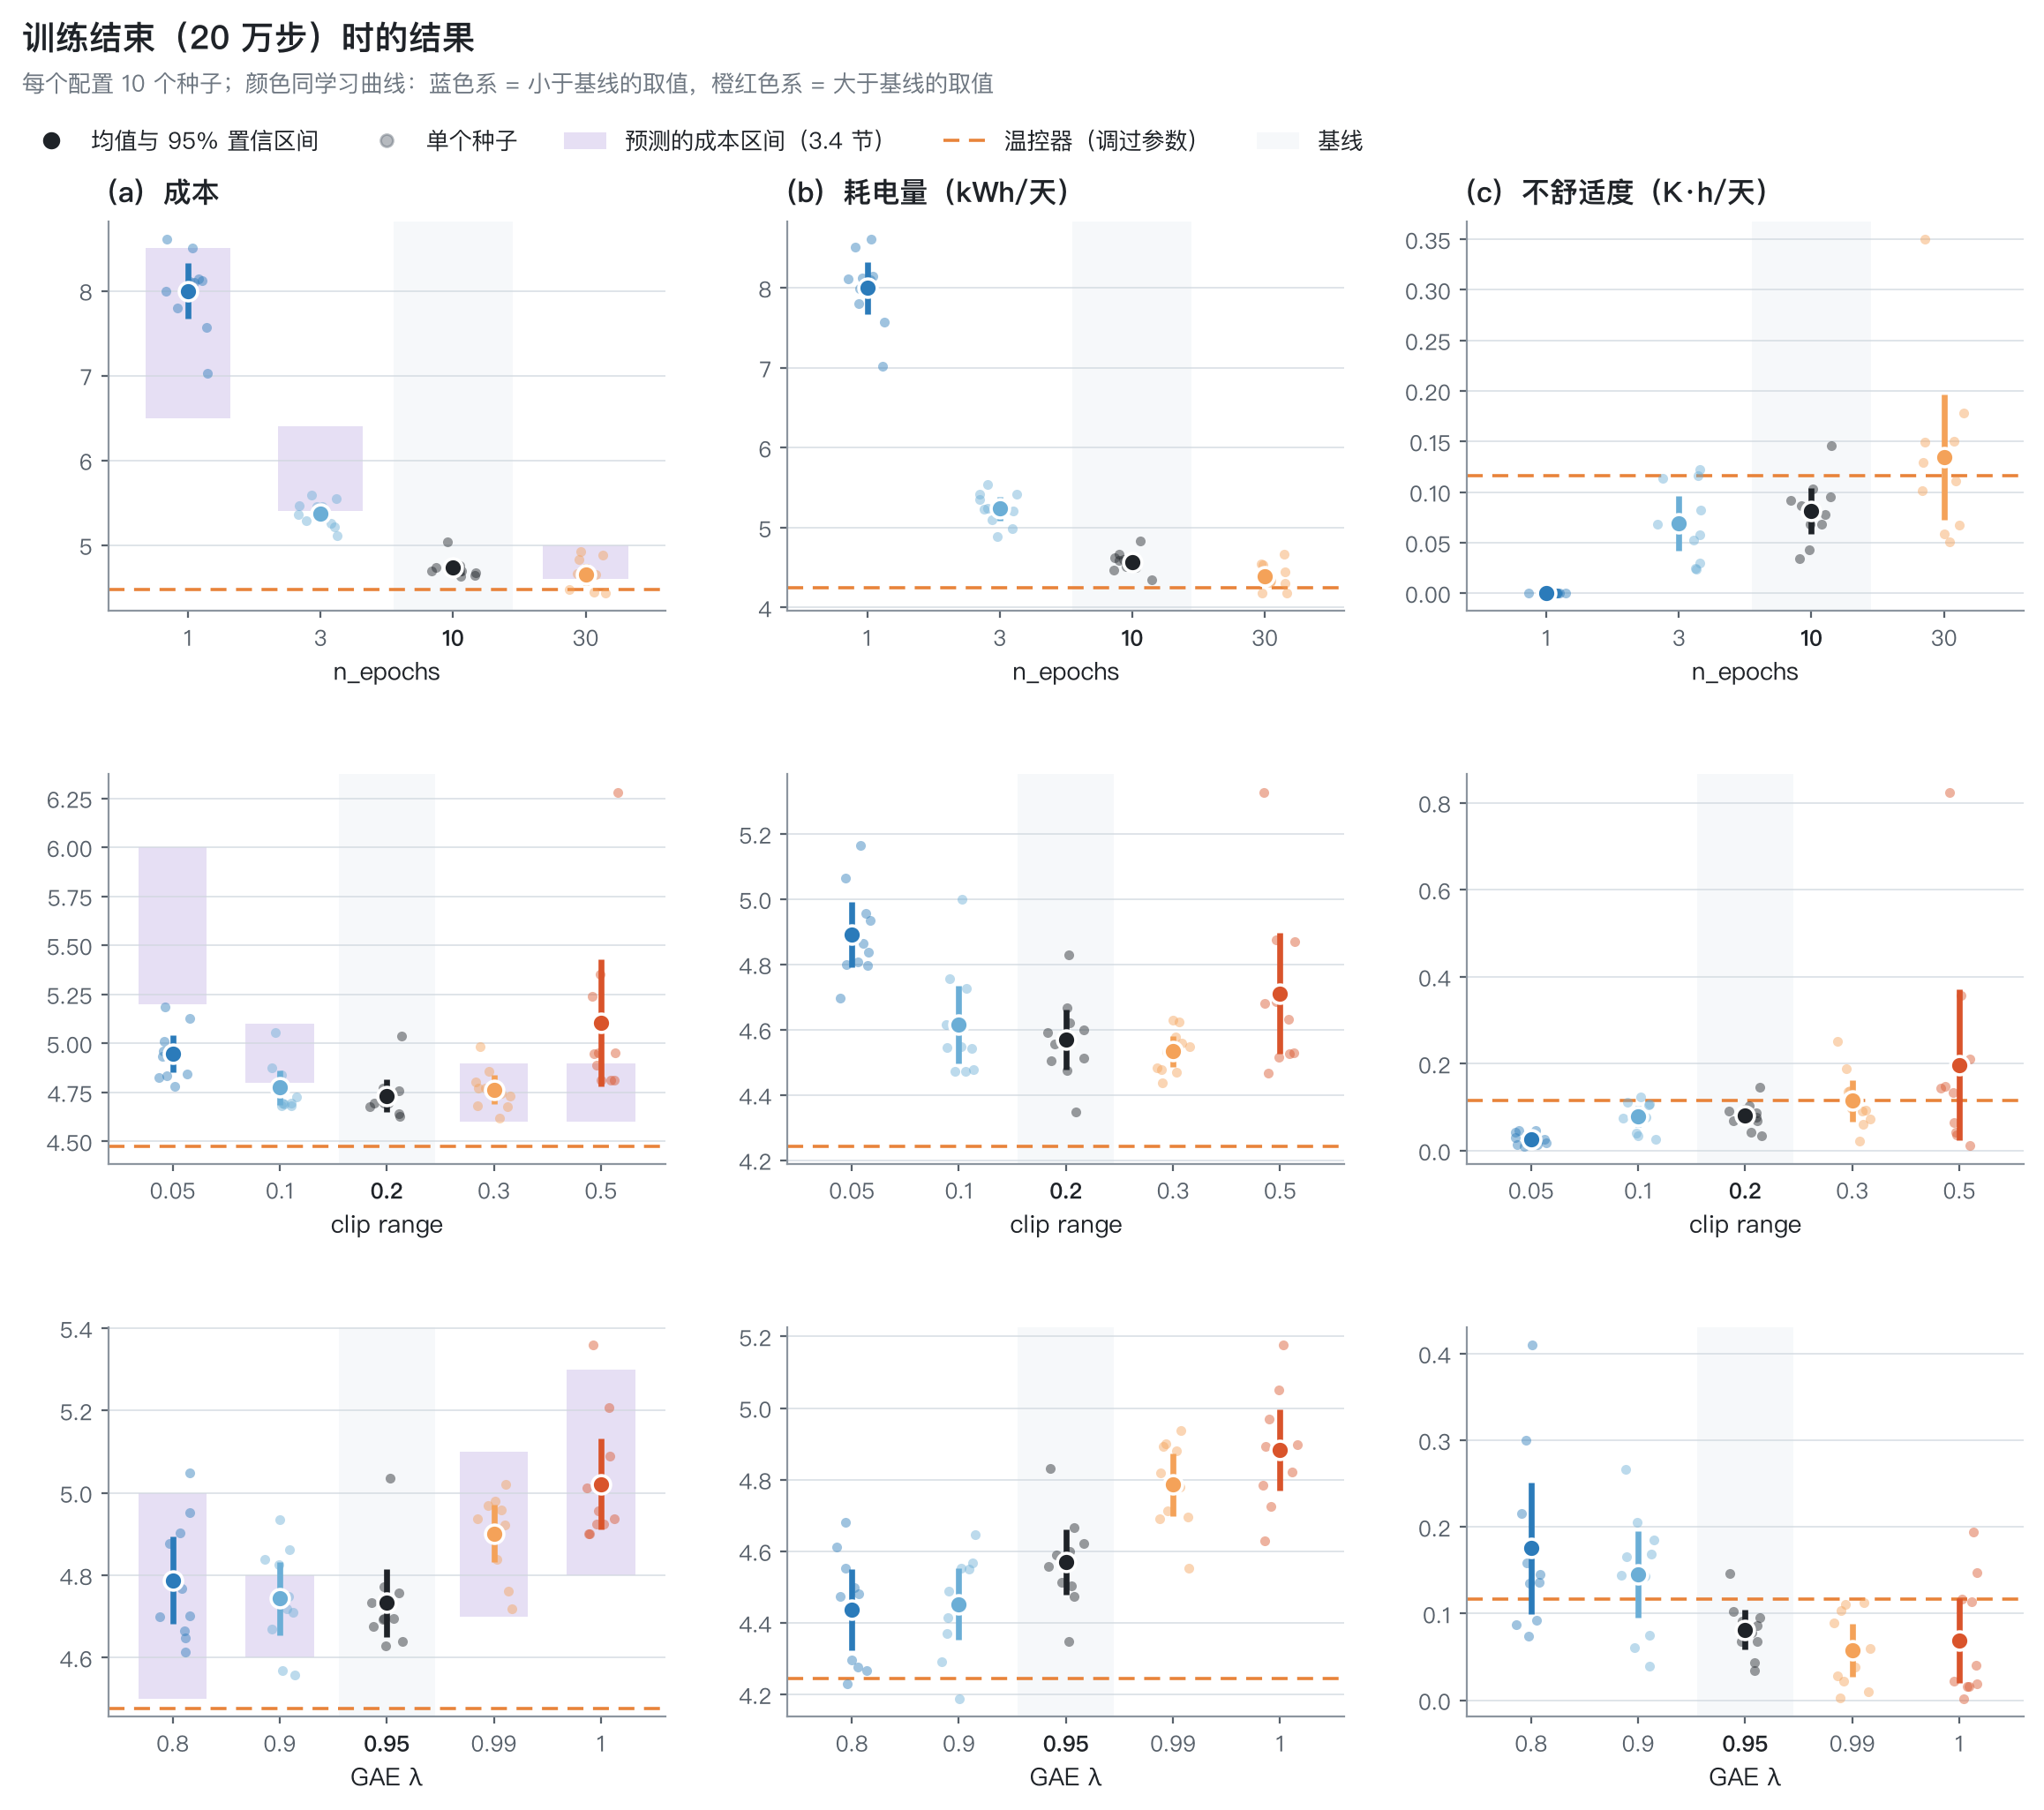 训练结束（20 万步）时的结果
每个配置 10 个种子；颜色同学习曲线：蓝色系 = 小于基线的取值，橙红色系 = 大于基线的取值
均值与 95% 置信区间 单个种子 预测的成本区间（3.4 节） 温控器（调过参数） 基线
（a）成本
8
7
6
5
1 3 10 30
n_epochs
（b）耗电量（kWh/天）
8
7
6
5
4
1 3 10 30
n_epochs
（c）不舒适度（K·h/天）
0.35
0.30
0.25
0.20
0.15
0.10
0.05
0.00
1 3 10 30
n_epochs
6.25
6.00
5.75
5.50
5.25
5.00
4.75
4.50
0.05 0.1 0.2 0.3 0.5
clip range
5.2
5.0
4.8
4.6
4.4
4.2
0.05 0.1 0.2 0.3 0.5
clip range
0.8
0.6
0.4
0.2
0.0
0.05 0.1 0.2 0.3 0.5
clip range
5.4
5.2
5.0
4.8
4.6
0.8 0.9 0.95 0.99 1
GAE λ
5.2
5.0
4.8
4.6
4.4
4.2
0.8 0.9 0.95 0.99 1
GAE λ
0.4
0.3
0.2
0.1
0.0
0.8 0.9 0.95 0.99 1
GAE λ